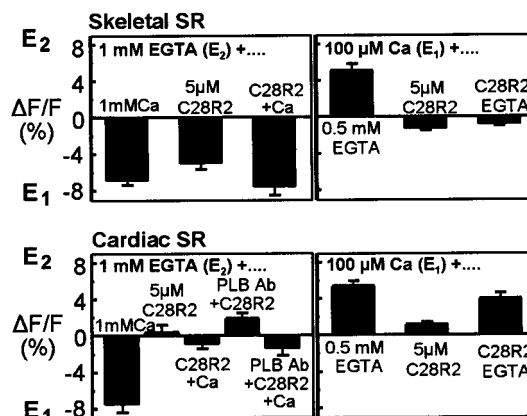 Skeletal SR
E2
8
4
0
-4
-8
E1
ΔF/F
(%)
1 mM EGTA (E2) +....
1mMCa
5µM
C28R2
C28R2
+Ca
100 µM Ca (E1) +....
0.5 mM
EGTA
5µM
C28R2
C28R2
EGTA
Cardiac SR
E2
8
4
0
-4
-8
E1
ΔF/F
(%)
1 mM EGTA (E2) +....
1mMCa
5µM
C28R2
C28R2
+Ca
PLB Ab
+C28R2
PLB Ab
+C28R2
+Ca
100 µM Ca (E1) +....
0.5 mM
EGTA
5µM
C28R2
C28R2
EGTA